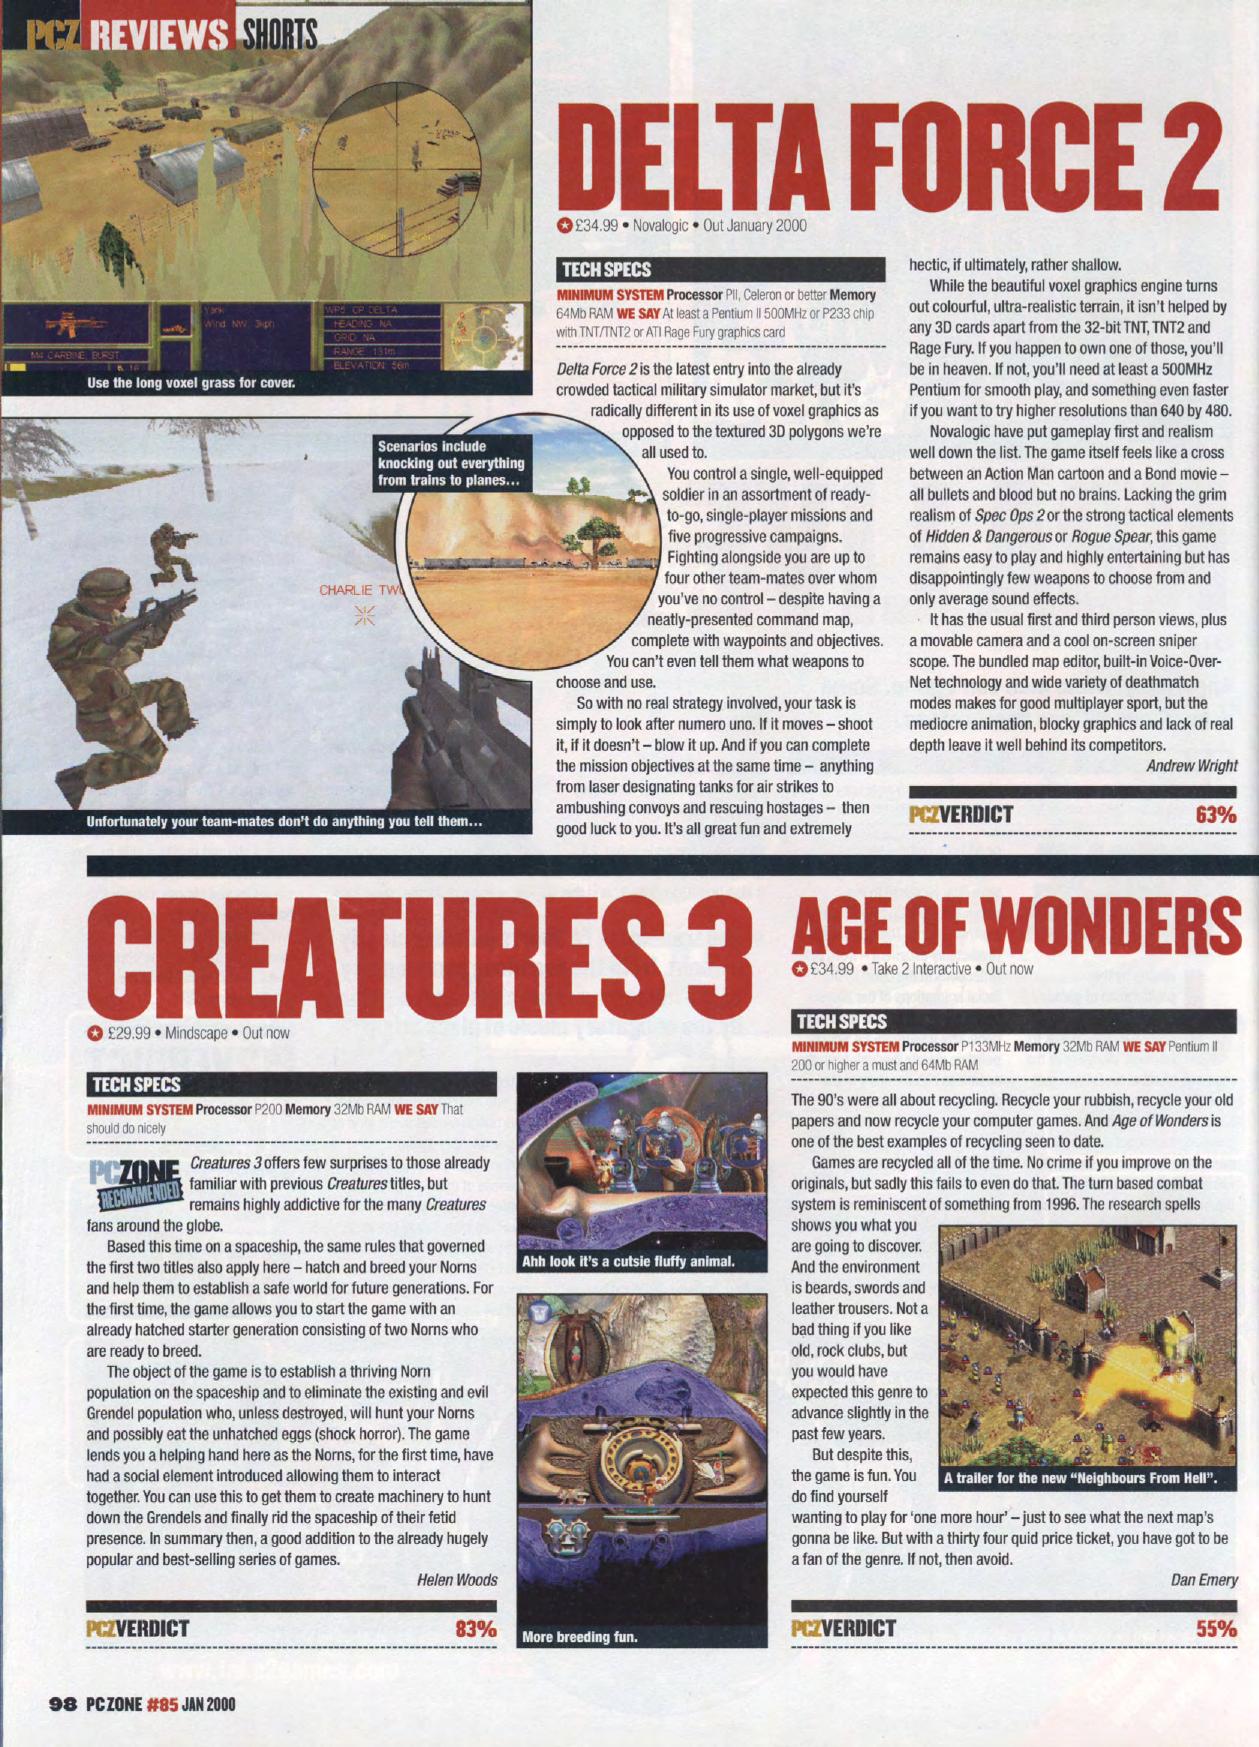 PCZ REVIEWS SHORTS
Yank
Wind NW 3kph
WP5 CP DELTA
HEADING NA
GRID NA
RANGE 131m
ELEVATION 56m
M4 CARBINE, BURST
Use the long voxel grass for cover.
Scenarios include
knocking out everything
from trains to planes...
CHARLIE TW
Unfortunately your team-mates don't do anything you tell them...
DELTA FORCE 2
£34.99 • Novalogic • Out January 2000
TECH SPECS
MINIMUM SYSTEM Processor PII, Celeron or better Memory
64Mb RAM WE SAY At least a Pentium II 500MHz or P233 chip
with TNT/TNT2 or ATI Rage Fury graphics card
Delta Force 2 is the latest entry into the already
crowded tactical military simulator market, but it's
radically different in its use of voxel graphics as
opposed to the textured 3D polygons we're
all used to.
You control a single, well-equipped
soldier in an assortment of ready-
to-go, single-player missions and
five progressive campaigns.
Fighting alongside you are up to
four other team-mates over whom
you've no control – despite having a
neatly-presented command map,
complete with waypoints and objectives.
You can't even tell them what weapons to
choose and use.
So with no real strategy involved, your task is
simply to look after numero uno. If it moves – shoot
it, if it doesn't – blow it up. And if you can complete
the mission objectives at the same time – anything
from laser designating tanks for air strikes to
ambushing convoys and rescuing hostages – then
good luck to you. It's all great fun and extremely
hectic, if ultimately, rather shallow.
While the beautiful voxel graphics engine turns
out colourful, ultra-realistic terrain, it isn't helped by
any 3D cards apart from the 32-bit TNT, TNT2 and
Rage Fury. If you happen to own one of those, you'll
be in heaven. If not, you'll need at least a 500MHz
Pentium for smooth play, and something even faster
if you want to try higher resolutions than 640 by 480.
Novalogic have put gameplay first and realism
well down the list. The game itself feels like a cross
between an Action Man cartoon and a Bond movie –
all bullets and blood but no brains. Lacking the grim
realism of Spec Ops 2 or the strong tactical elements
of Hidden & Dangerous or Rogue Spear, this game
remains easy to play and highly entertaining but has
disappointingly few weapons to choose from and
only average sound effects.
It has the usual first and third person views, plus
a movable camera and a cool on-screen sniper
scope. The bundled map editor, built-in Voice-Over-
Net technology and wide variety of deathmatch
modes makes for good multiplayer sport, but the
mediocre animation, blocky graphics and lack of real
depth leave it well behind its competitors.
Andrew Wright
PCZVERDICT 63%
CREATURES 3
£29.99 • Mindscape • Out now
TECH SPECS
MINIMUM SYSTEM Processor P200 Memory 32Mb RAM WE SAY That
should do nicely
PCZONE
RECOMMENDED
Creatures 3 offers few surprises to those already
familiar with previous Creatures titles, but
remains highly addictive for the many Creatures
fans around the globe.
Based this time on a spaceship, the same rules that governed
the first two titles also apply here – hatch and breed your Norns
and help them to establish a safe world for future generations. For
the first time, the game allows you to start the game with an
already hatched starter generation consisting of two Norns who
are ready to breed.
The object of the game is to establish a thriving Norn
population on the spaceship and to eliminate the existing and evil
Grendel population who, unless destroyed, will hunt your Norns
and possibly eat the unhatched eggs (shock horror). The game
lends you a helping hand here as the Norns, for the first time, have
had a social element introduced allowing them to interact
together. You can use this to get them to create machinery to hunt
down the Grendels and finally rid the spaceship of their fetid
presence. In summary then, a good addition to the already hugely
popular and best-selling series of games.
Helen Woods
PCZVERDICT 83%
Ahh look it's a cutsie fluffy animal.
More breeding fun.
AGE OF WONDERS
£34.99 • Take 2 Interactive • Out now
TECH SPECS
MINIMUM SYSTEM Processor P133MHz Memory 32Mb RAM WE SAY Pentium II
200 or higher a must and 64Mb RAM
The 90's were all about recycling. Recycle your rubbish, recycle your old
papers and now recycle your computer games. And Age of Wonders is
one of the best examples of recycling seen to date.
Games are recycled all of the time. No crime if you improve on the
originals, but sadly this fails to even do that. The turn based combat
system is reminiscent of something from 1996. The research spells
shows you what you
are going to discover.
And the environment
is beards, swords and
leather trousers. Not a
bad thing if you like
old, rock clubs, but
you would have
expected this genre to
advance slightly in the
past few years.
But despite this,
the game is fun. You
do find yourself
wanting to play for 'one more hour' – just to see what the next map's
gonna be like. But with a thirty four quid price ticket, you have got to be
a fan of the genre. If not, then avoid.
Dan Emery
A trailer for the new "Neighbours From Hell".
PCZVERDICT 55%
98 PC ZONE #85 JAN 2000